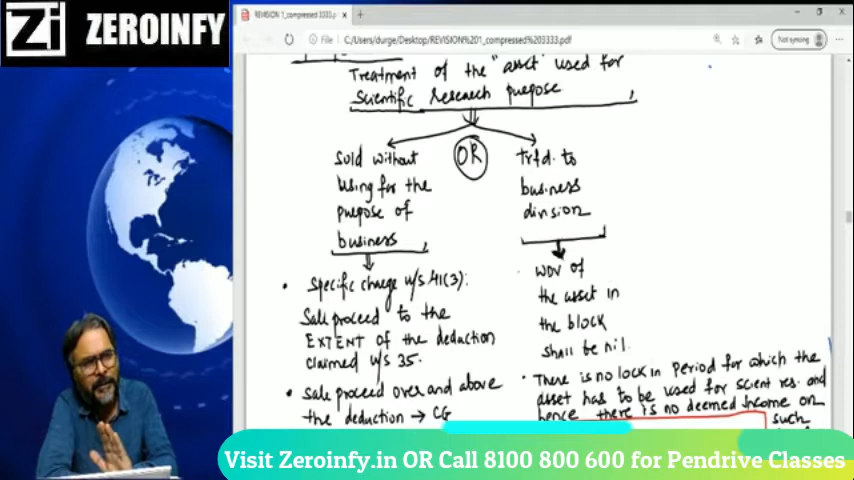 Zi ZEROINFY
REVISION 1_compressed 3333.pdf
File C:/Users/durge/Desktop/REVISION%201_compressed%203333.pdf
Not syncing
Treatment of the "asset" used for
Scientific Research purpose
OR
Sold without
using for the
purpose of
business
trfd. to
business
division
Specific charge u/s 41(3):
Sale proceed to the
EXTENT of the deduction
claimed u/s 35.
Sale proceed over and above
the deduction → CG
WDV of
the asset in
the block
shall be nil.
There is no lock in period for which the
asset has to be used for scient res. and
hence there is no deemed income on
such
Visit Zeroinfy.in OR Call 8100 800 600 for Pendrive Classes